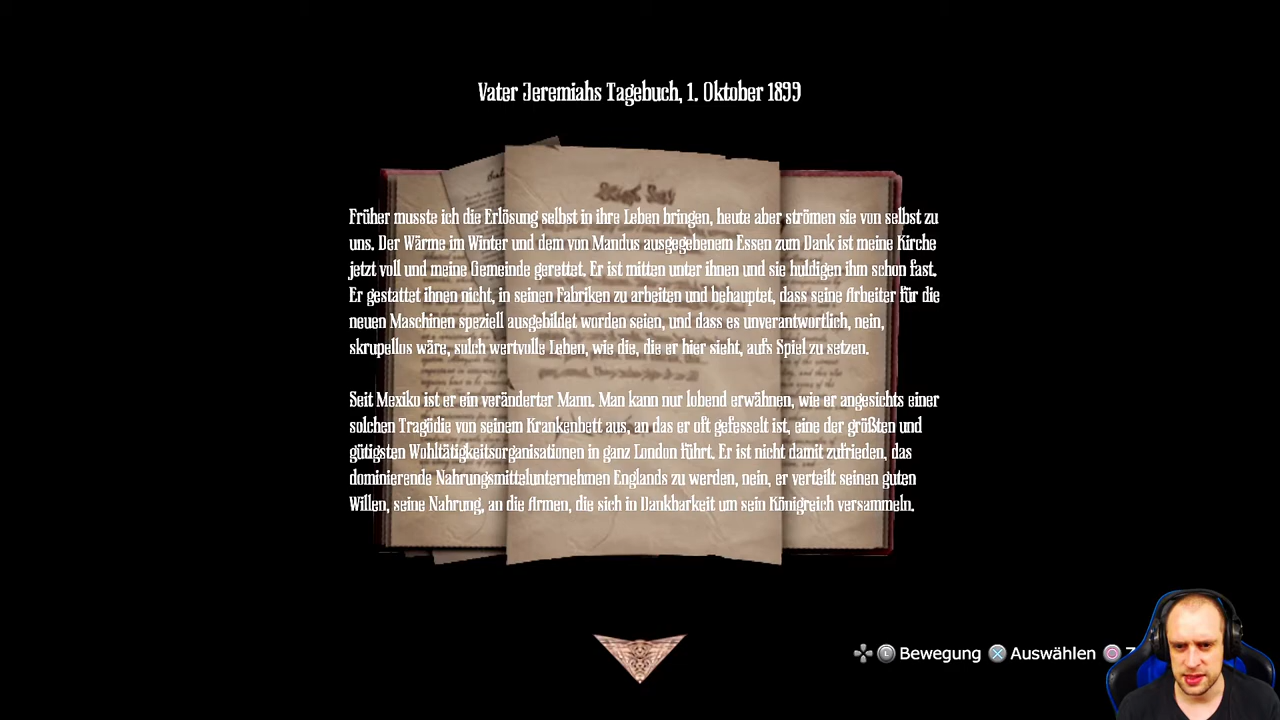 Vater Jeremiahs Tagebuch, 1. Oktober 1899
Früher musste ich die Erlösung selbst in ihre Leben bringen, heute aber strömen sie von selbst zu
uns. Der Wärme im Winter und dem von Mandus ausgegebenem Essen zum Dank ist meine Kirche
jetzt voll und meine Gemeinde gerettet. Er ist mitten unter ihnen und sie huldigen ihm schon fast.
Er gestattet ihnen nicht, in seinen Fabriken zu arbeiten und behauptet, dass seine Arbeiter für die
neuen Maschinen speziell ausgebildet worden seien, und dass es unverantwortlich, nein,
skrupellos wäre, solch wertvolle Leben, wie die, die er hier sieht, aufs Spiel zu setzen.
Seit Mexiko ist er ein veränderter Mann. Man kann nur lobend erwähnen, wie er angesichts einer
solchen Tragödie von seinem Krankenbett aus, an das er oft gefesselt ist, eine der größten und
gütigsten Wohltätigkeitsorganisationen in ganz London führt. Er ist nicht damit zufrieden, das
dominierende Nahrungsmittelunternehmen Englands zu werden, nein, er verteilt seinen guten
Willen, seine Nahrung, an die Armen, die sich in Dankbarkeit um sein Königreich versammeln.
L Bewegung Auswählen Z